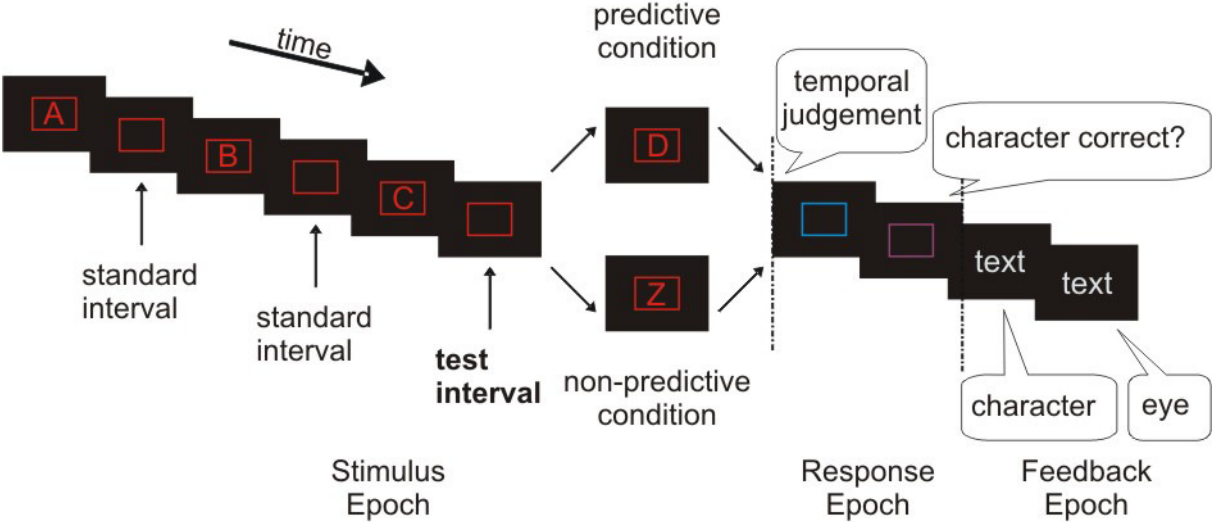 time
A
B
C
standard
interval
standard
interval
test
interval
predictive
condition
D
Z
non-predictive
condition
temporal
judgement
character correct?
text
text
character
eye
Stimulus
Epoch
Response
Epoch
Feedback
Epoch